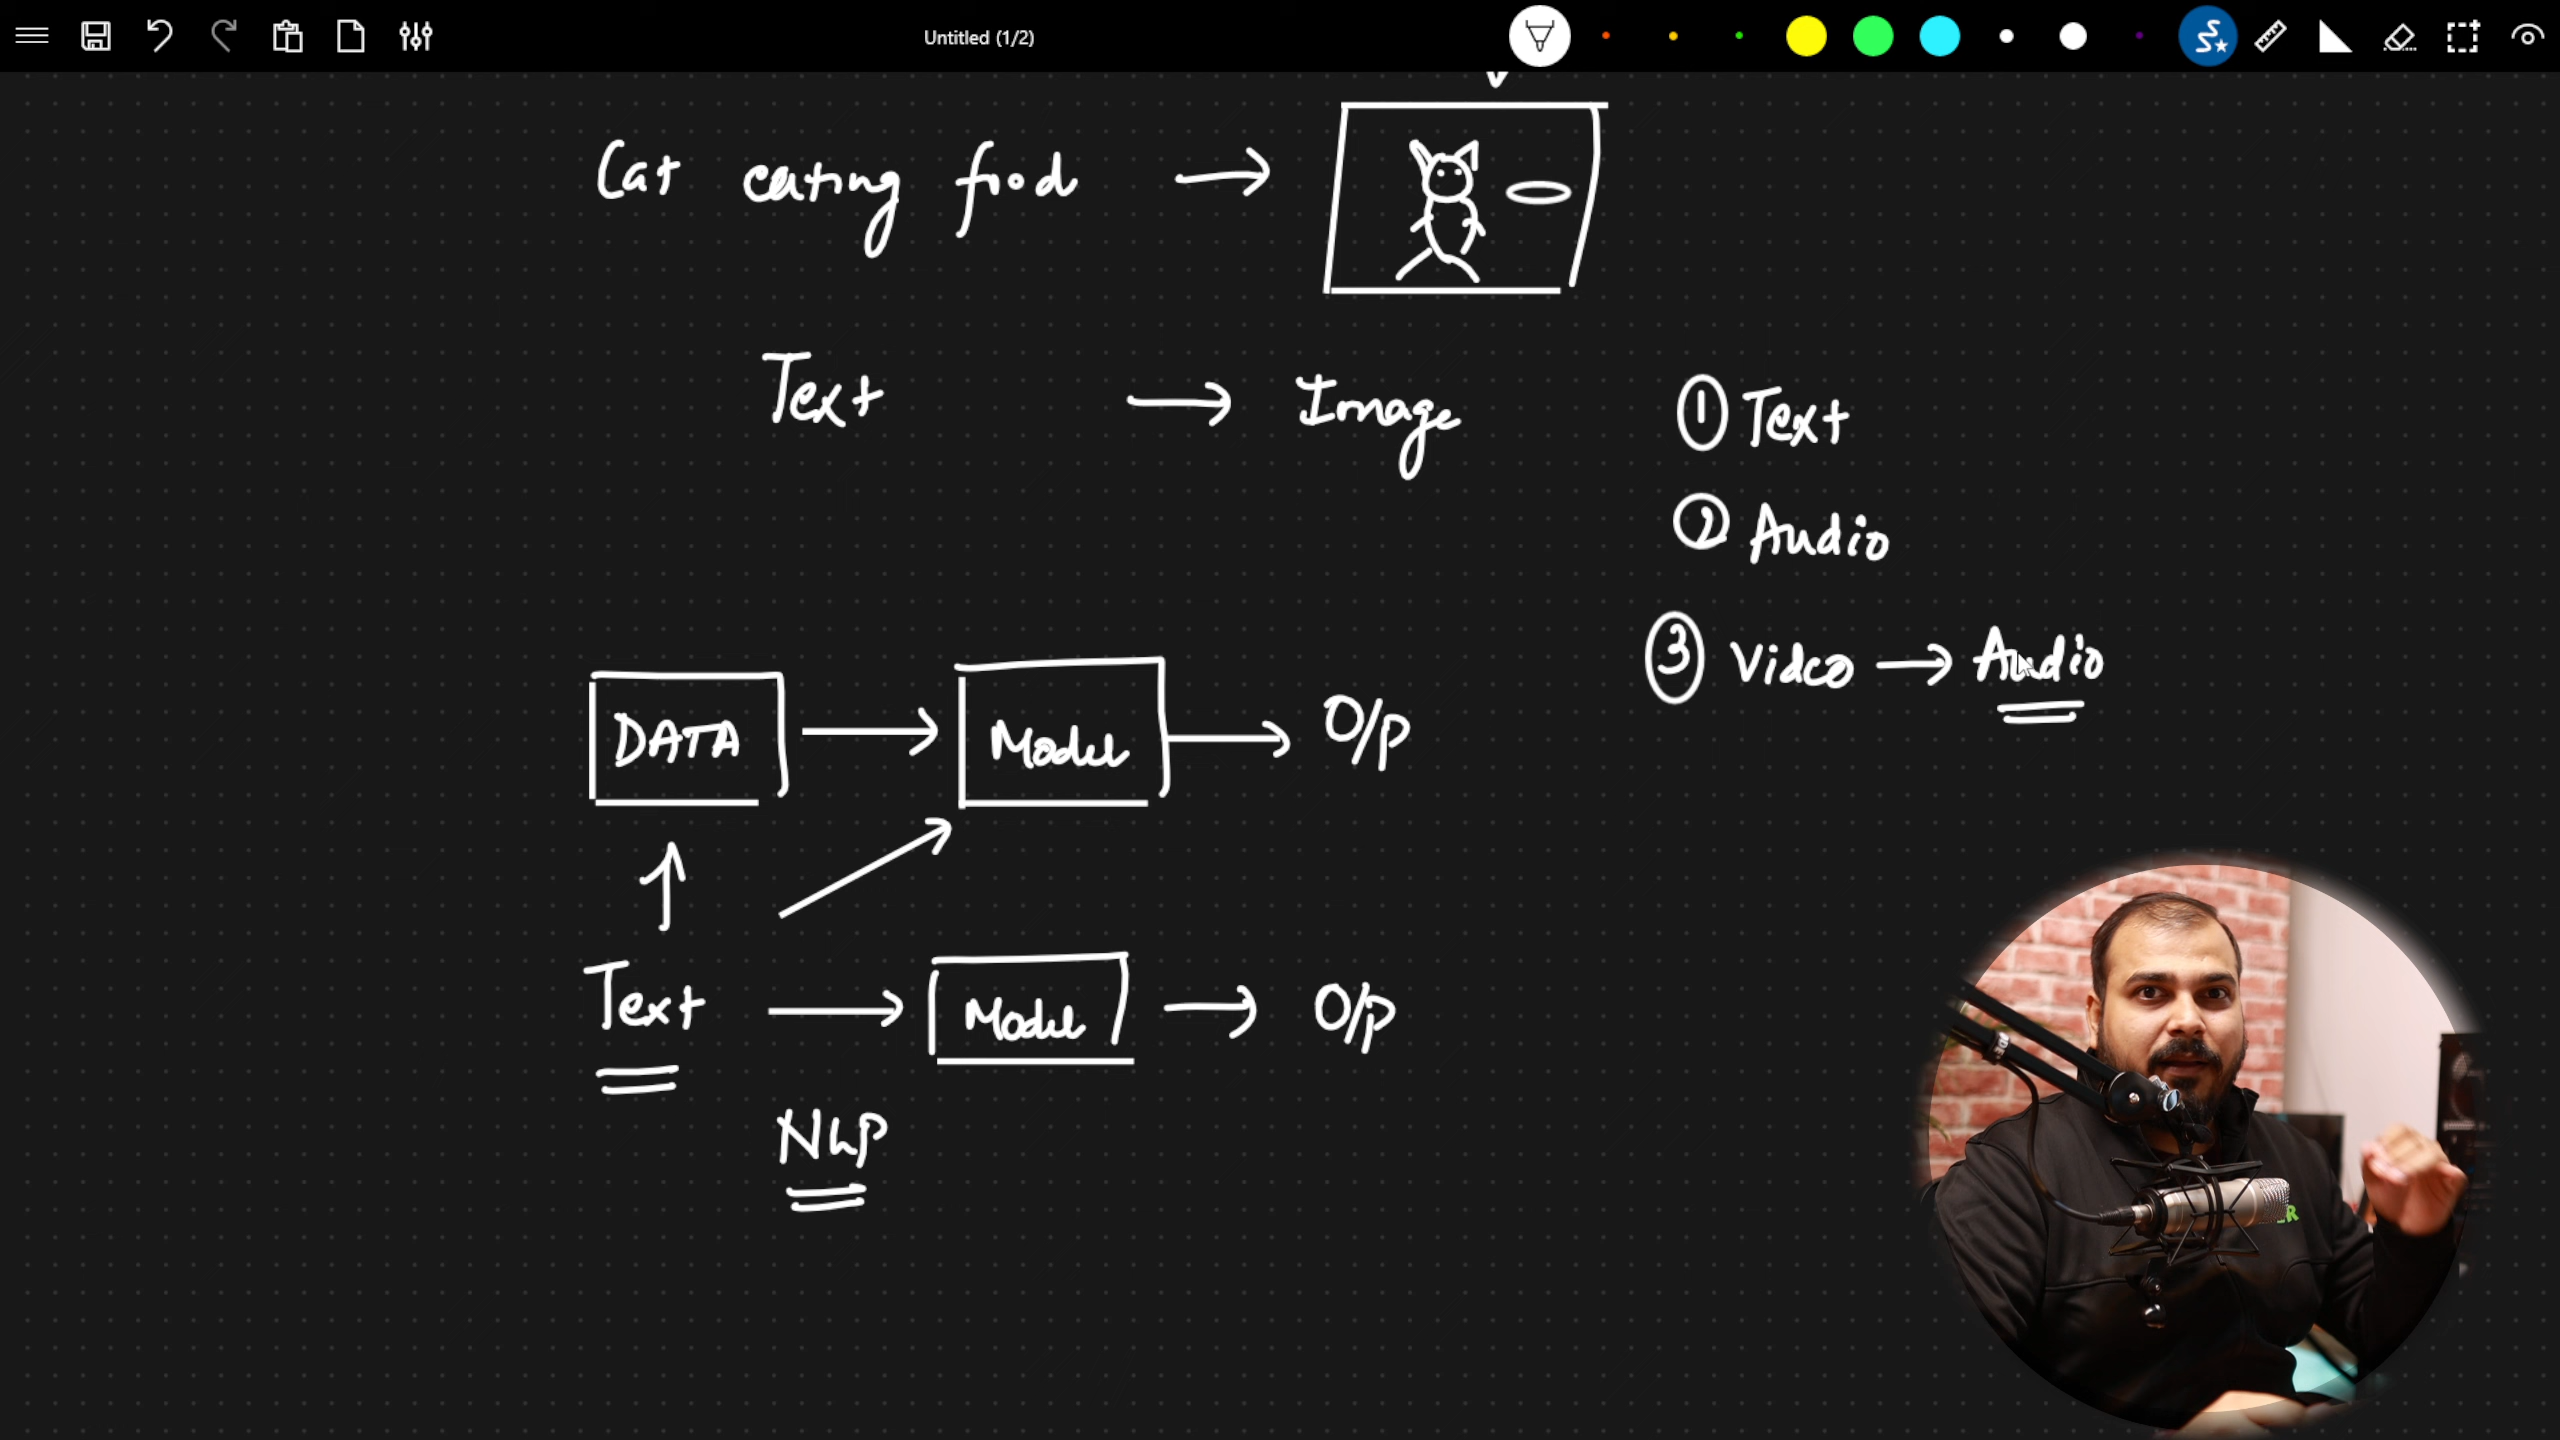 Untitled (1/2)
Cat eating food →
Text → Image
① Text
② Audio
③ Video → Audio
DATA → Model → O/p
Text → Model → O/p
NLP